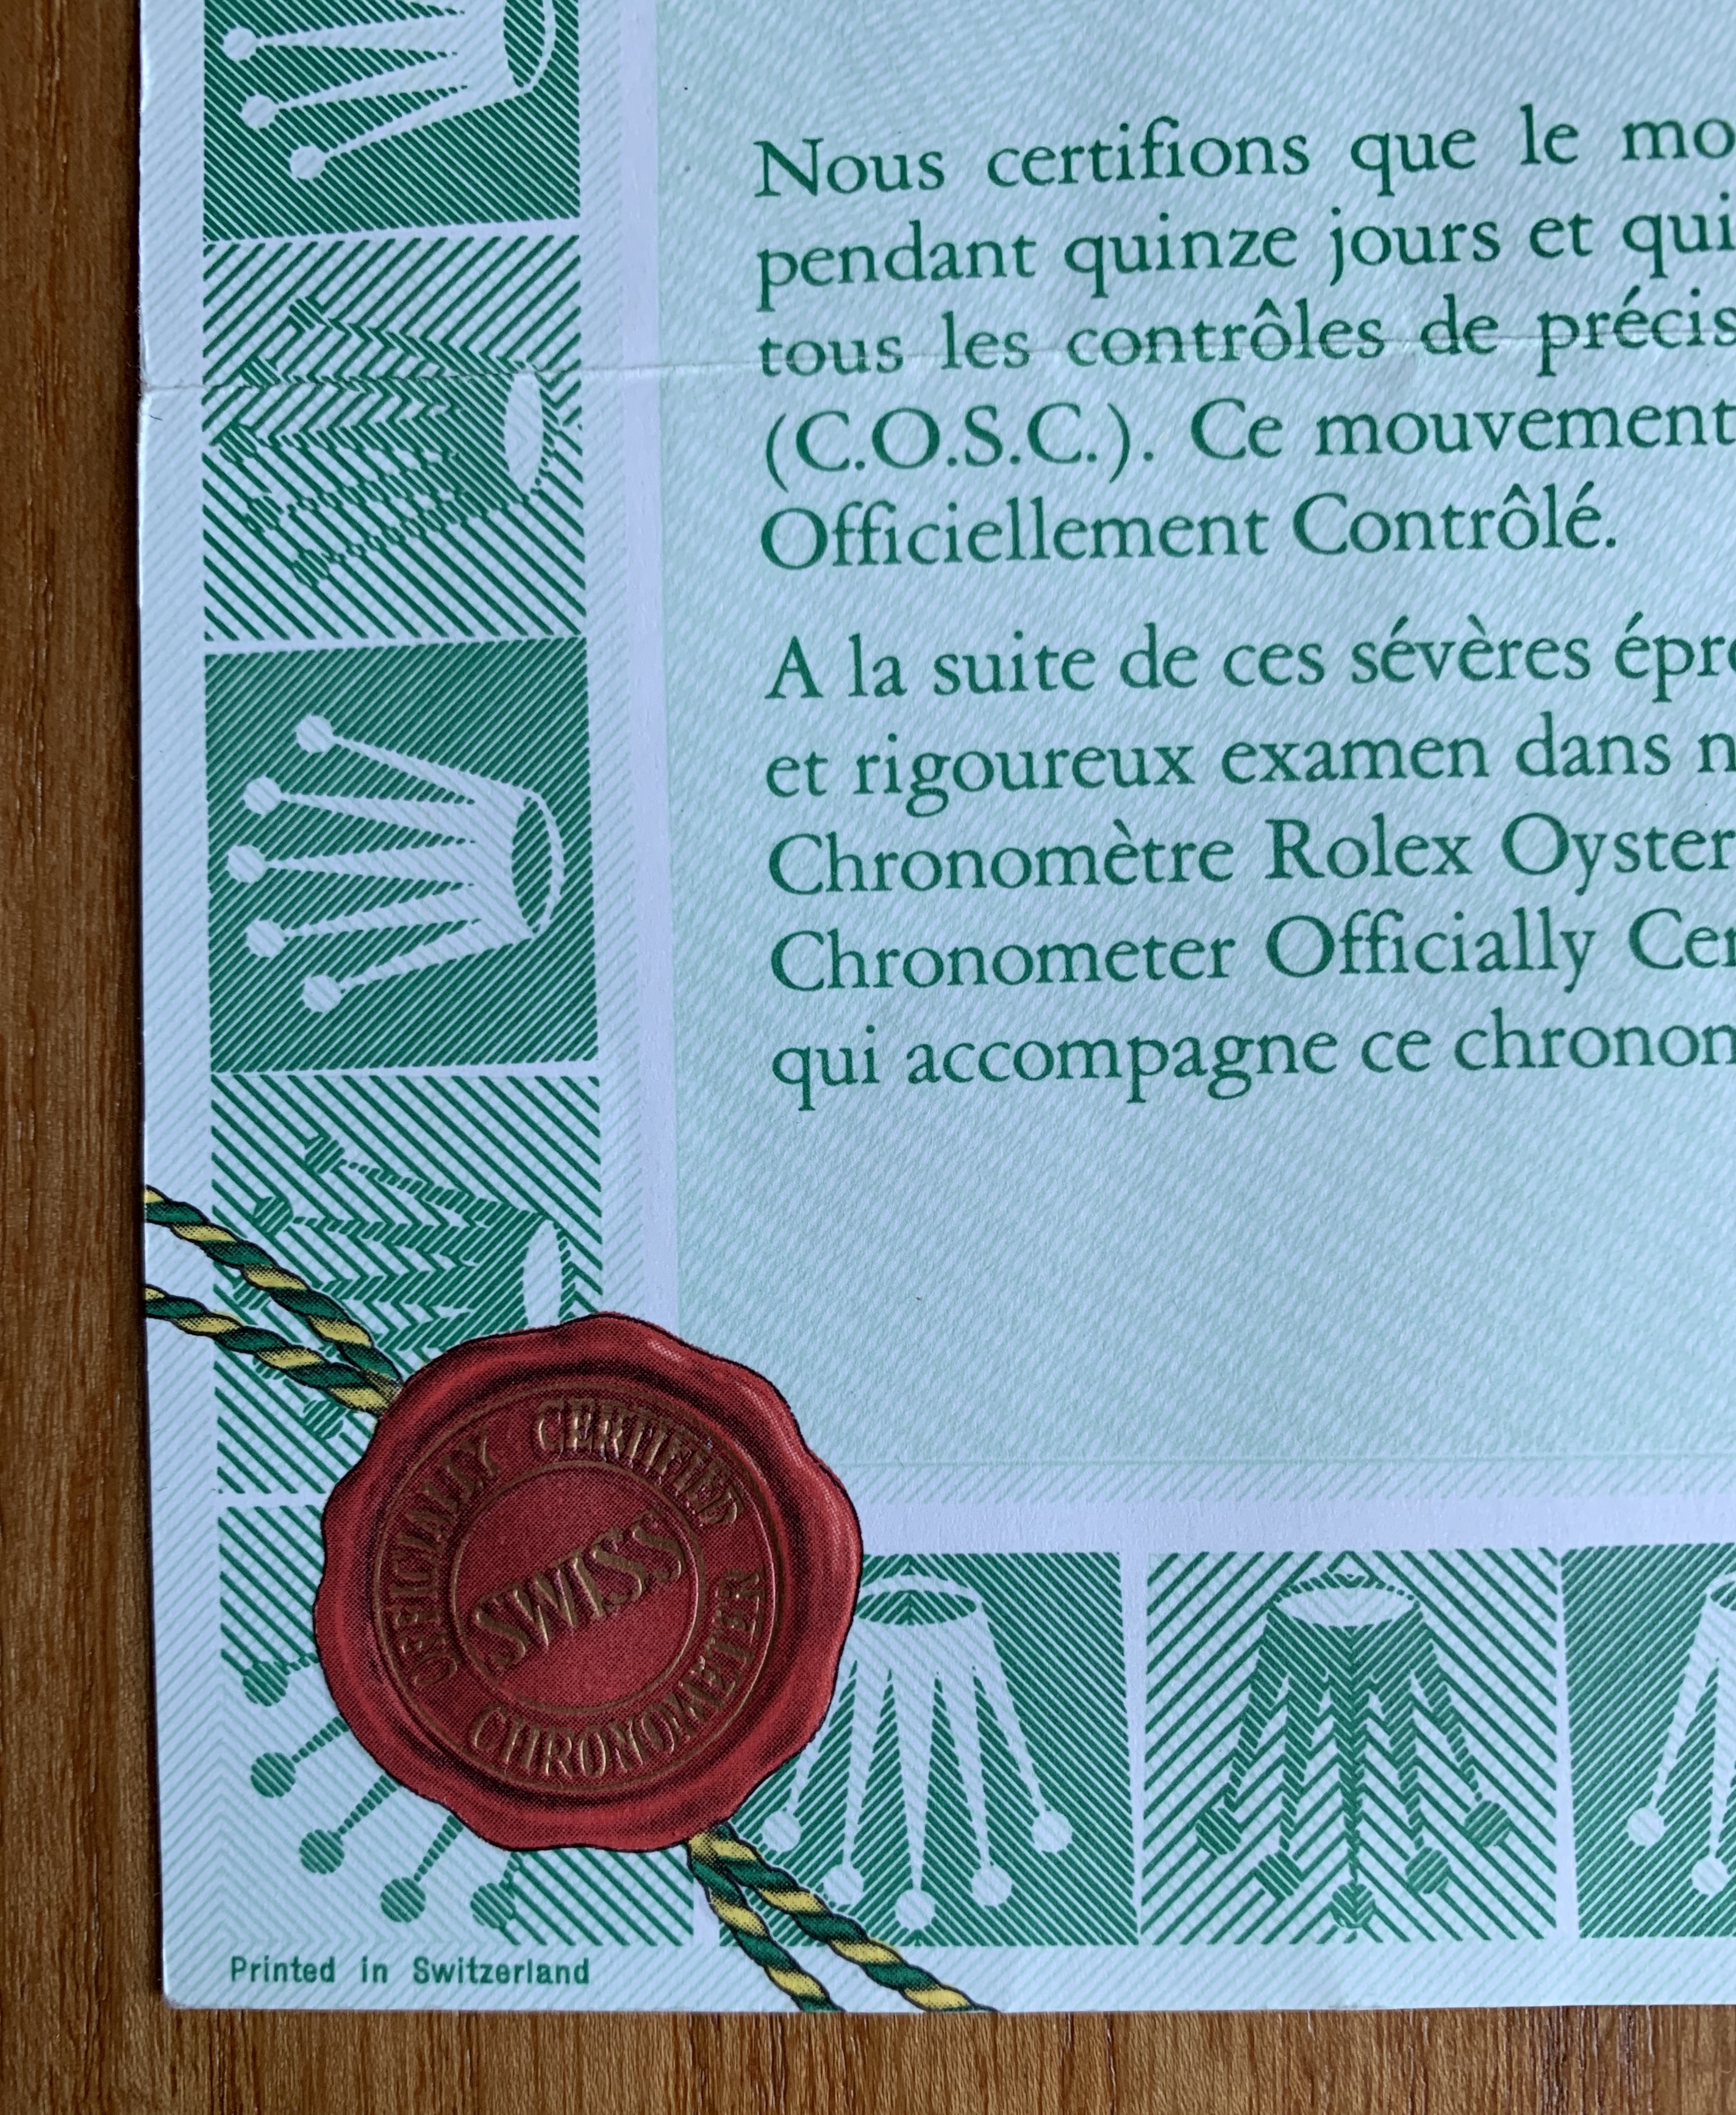 Nous certifions que le mo
pendant quinze jours et qui
tous les contrôles de précis
(C.O.S.C.). Ce mouvement
Officiellement Contrôlé.
A la suite de ces sévères épr
et rigoureux examen dans n
Chronomètre Rolex Oyster
Chronometer Officially Cer
qui accompagne ce chronom
OFFICIALLY CERTIFIED
SWISS
CHRONOMETER
Printed in Switzerland